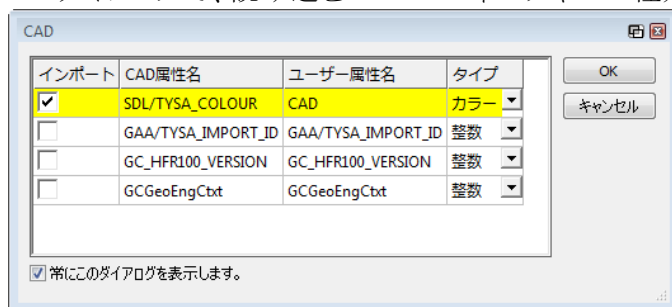 CAD
インポート CAD属性名 ユーザー属性名 タイプ
SDL/TYSA_COLOUR CAD カラー
GAA/TYSA_IMPORT_ID GAA/TYSA_IMPORT_ID 整数
GC_HFR100_VERSION GC_HFR100_VERSION 整数
GCGeoEngCtxt GCGeoEngCtxt 整数
OK
キャンセル
常にこのダイアログを表示します。